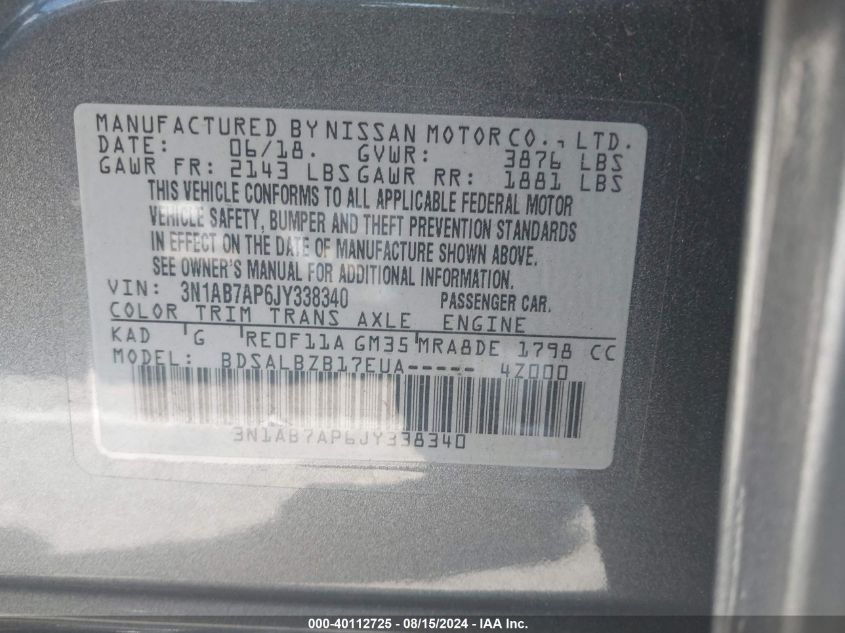 MANUFACTURED BY NISSAN MOTOR CO., LTD.
DATE: 06/18. GVWR: 3876 LBS
GAWR FR: 2143 LBS GAWR RR: 1881 LBS
THIS VEHICLE CONFORMS TO ALL APPLICABLE FEDERAL MOTOR
VEHICLE SAFETY, BUMPER AND THEFT PREVENTION STANDARDS
IN EFFECT ON THE DATE OF MANUFACTURE SHOWN ABOVE.
SEE OWNER'S MANUAL FOR ADDITIONAL INFORMATION.
VIN: 3N1AB7AP6JY338340 PASSENGER CAR.
COLOR TRIM TRANS AXLE ENGINE
KAD G RE0F11A GM35 MRA8DE 1798 CC
MODEL: BDSALBZB17EUA----- 4Z000
3N1AB7AP6JY338340
000-40112725 - 08/15/2024 - IAA Inc.